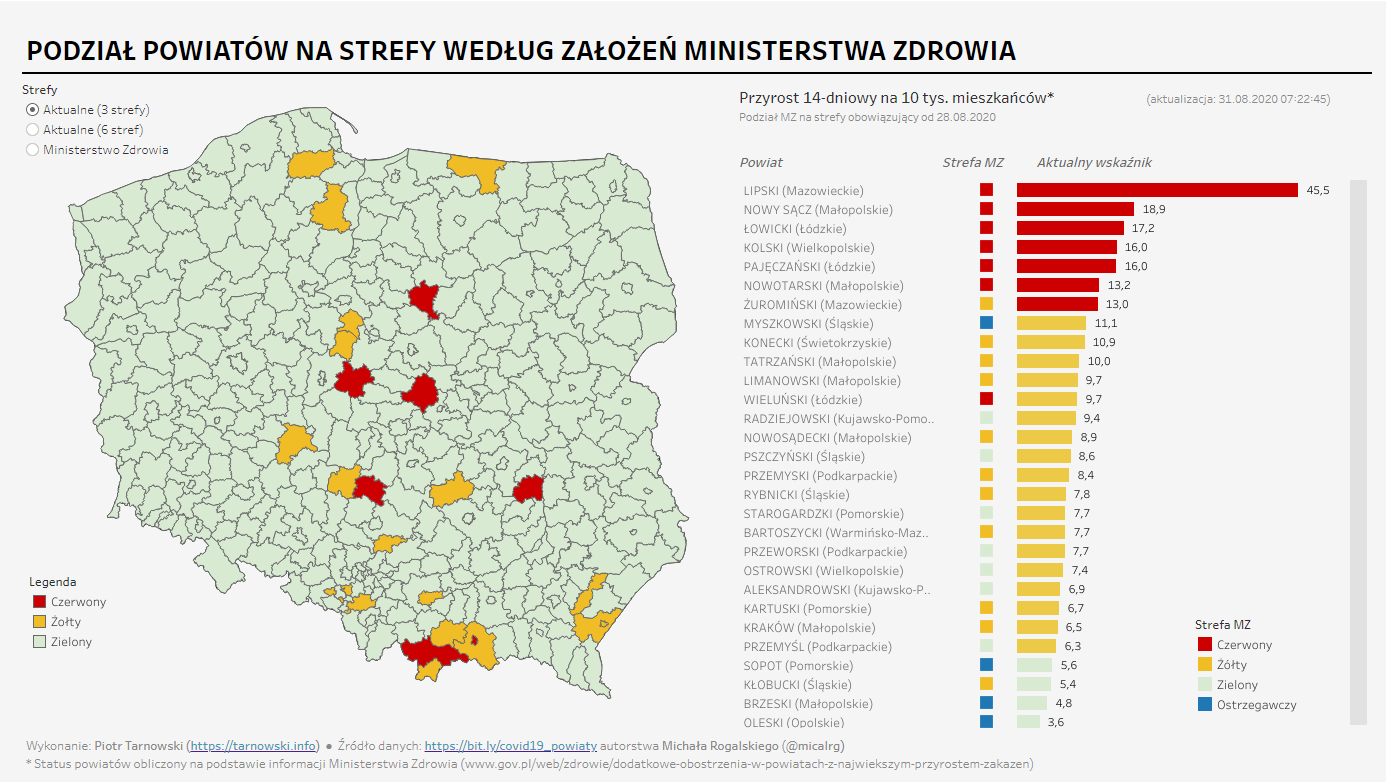 PODZIAŁ POWIATÓW NA STREFY WEDŁUG ZAŁOŻEŃ MINISTERSTWA ZDROWIA
Strefy
Aktualne (3 strefy)
Aktualne (6 stref)
Ministerstwo Zdrowia
Legenda
Czerwony
Żołty
Zielony
Przyrost 14-dniowy na 10 tys. mieszkańców*
(aktualizacja: 31.08.2020 07:22:45)
Podział MZ na strefy obowiązujący od 28.08.2020
Powiat Strefa MZ Aktualny wskaźnik
LIPSKI (Mazowieckie) 45,5
NOWY SĄCZ (Małopolskie) 18,9
ŁOWICKI (Łódzkie) 17,2
KOLSKI (Wielkopolskie) 16,0
PAJĘCZAŃSKI (Łódzkie) 16,0
NOWOTARSKI (Małopolskie) 13,2
ŻUROMIŃSKI (Mazowieckie) 13,0
MYSZKOWSKI (Śląskie) 11,1
KONECKI (Świetokrzyskie) 10,9
TATRZAŃSKI (Małopolskie) 10,0
LIMANOWSKI (Małopolskie) 9,7
WIELUŃSKI (Łódzkie) 9,7
RADZIEJOWSKI (Kujawsko-Pomo.. 9,4
NOWOSĄDECKI (Małopolskie) 8,9
PSZCZYŃSKI (Śląskie) 8,6
PRZEMYSKI (Podkarpackie) 8,4
RYBNICKI (Śląskie) 7,8
STAROGARDZKI (Pomorskie) 7,7
BARTOSZYCKI (Warmińsko-Maz.. 7,7
PRZEWORSKI (Podkarpackie) 7,7
OSTROWSKI (Wielkopolskie) 7,4
ALEKSANDROWSKI (Kujawsko-P.. 6,9
KARTUSKI (Pomorskie) 6,7
KRAKÓW (Małopolskie) 6,5
PRZEMYŚL (Podkarpackie) 6,3
SOPOT (Pomorskie) 5,6
KŁOBUCKI (Śląskie) 5,4
BRZESKI (Małopolskie) 4,8
OLESKI (Opolskie) 3,6
Strefa MZ
Czerwony
Żółty
Zielony
Ostrzegawczy
Wykonanie: Piotr Tarnowski (https://tarnowski.info) ● Źródło danych: https://bit.ly/covid19_powiaty autorstwa Michała Rogalskiego (@micalrg)
* Status powiatów obliczony na podstawie informacji Ministerstwia Zdrowia (www.gov.pl/web/zdrowie/dodatkowe-obostrzenia-w-powiatach-z-najwiekszym-przyrostem-zakazen)